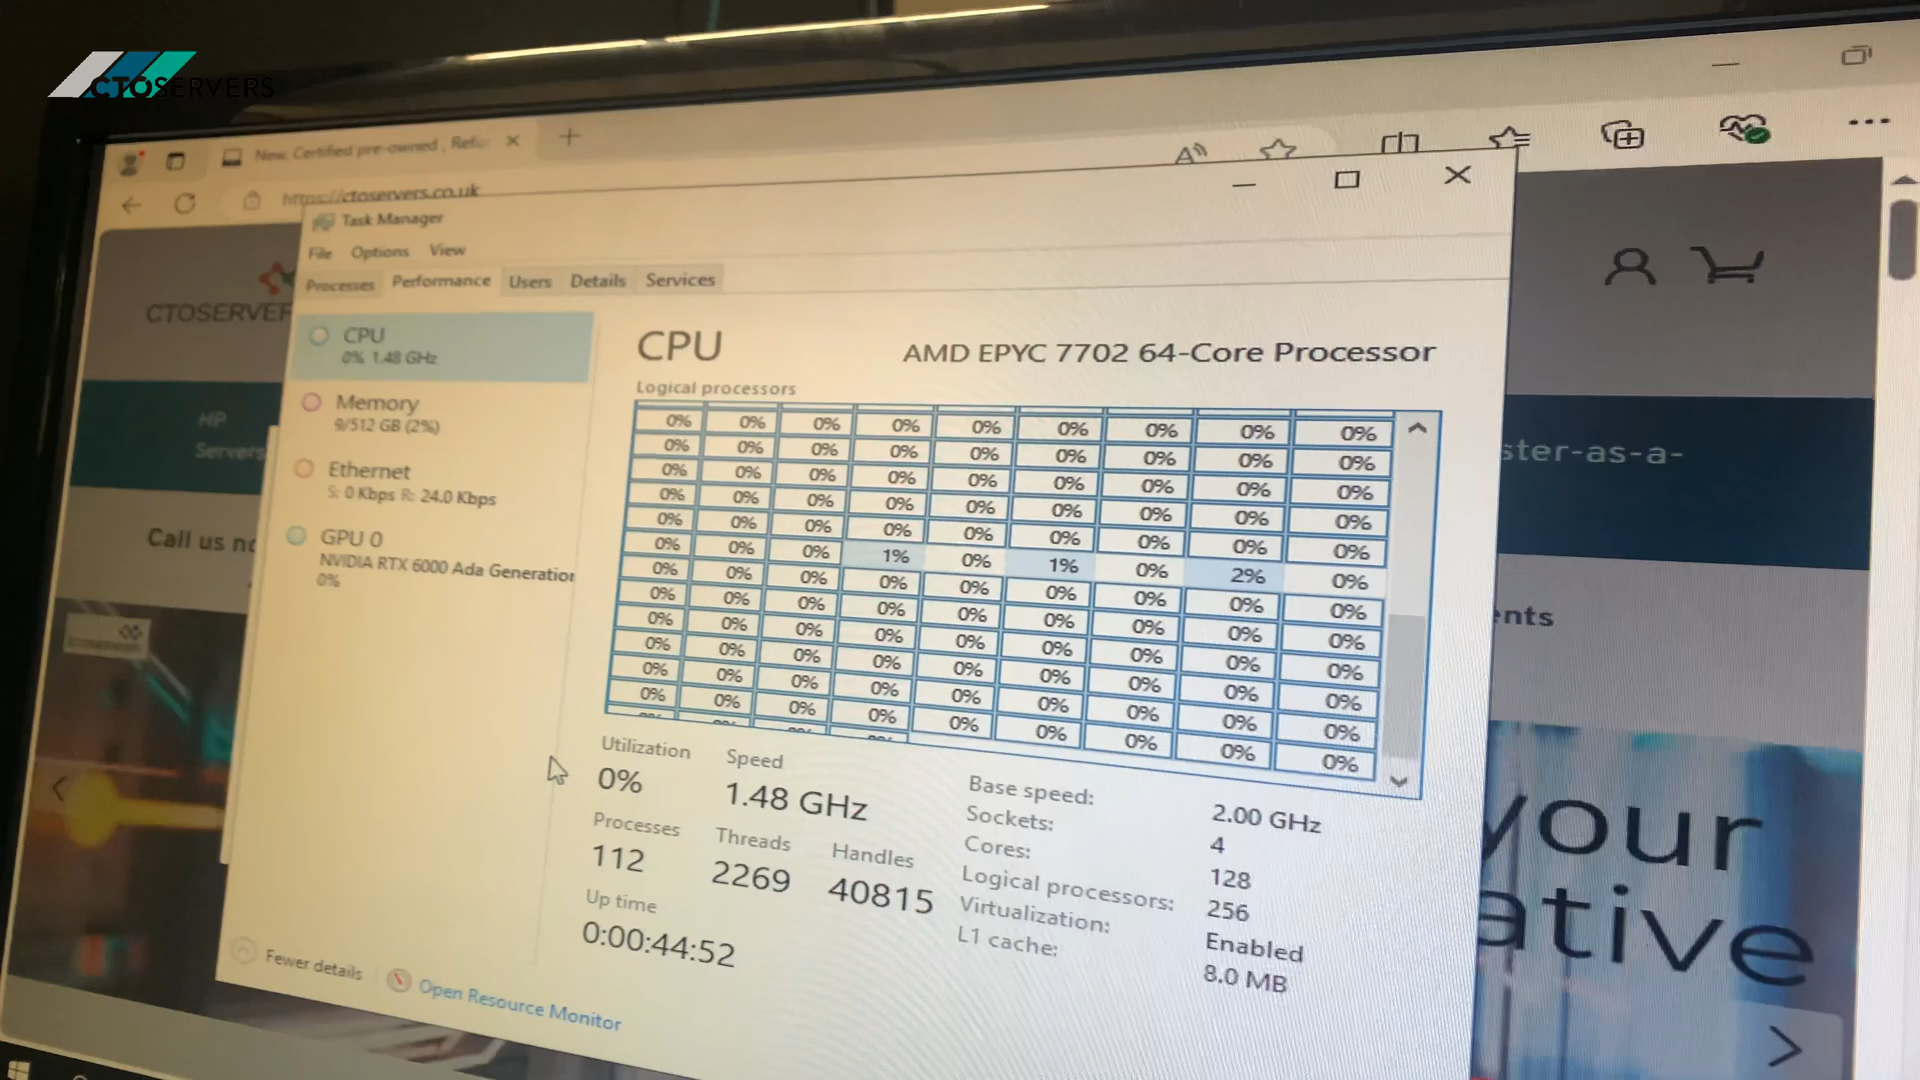 CTOSERVERS
New, Certified pre-owned , Refu
https://ctoservers.co.uk
Task Manager
File Options View
Processes Performance Users Details Services
CTOSERVER
HP
Servers
Call us no
CPU
0% 1.48 GHz
Memory
9/512 GB (2%)
Ethernet
S: 0 Kbps R: 24.0 Kbps
GPU 0
NVIDIA RTX 6000 Ada Generation
0%
CPU
AMD EPYC 7702 64-Core Processor
Logical processors
0% 0% 0% 0% 0% 0% 0% 0% 0%
0% 0% 0% 0% 0% 0% 0% 0% 0%
0% 0% 0% 0% 0% 0% 0% 0% 0%
0% 0% 0% 0% 0% 0% 0% 0% 0%
0% 0% 0% 0% 0% 0% 0% 0% 0%
0% 0% 0% 1% 0% 1% 0% 2% 0%
0% 0% 0% 0% 0% 0% 0% 0% 0%
0% 0% 0% 0% 0% 0% 0% 0% 0%
0% 0% 0% 0% 0% 0% 0% 0% 0%
0% 0% 0% 0% 0% 0% 0% 0% 0%
0% 0% 0% 0% 0% 0% 0% 0% 0%
0% 0% 0% 0% 0% 0% 0% 0% 0%
Utilization Speed
0% 1.48 GHz
Processes Threads Handles
112 2269 40815
Up time
0:00:44:52
Base speed: 2.00 GHz
Sockets: 4
Cores: 128
Logical processors: 256
Virtualization: Enabled
L1 cache: 8.0 MB
Fewer details
Open Resource Monitor
ster-as-a-
ents
your
ative